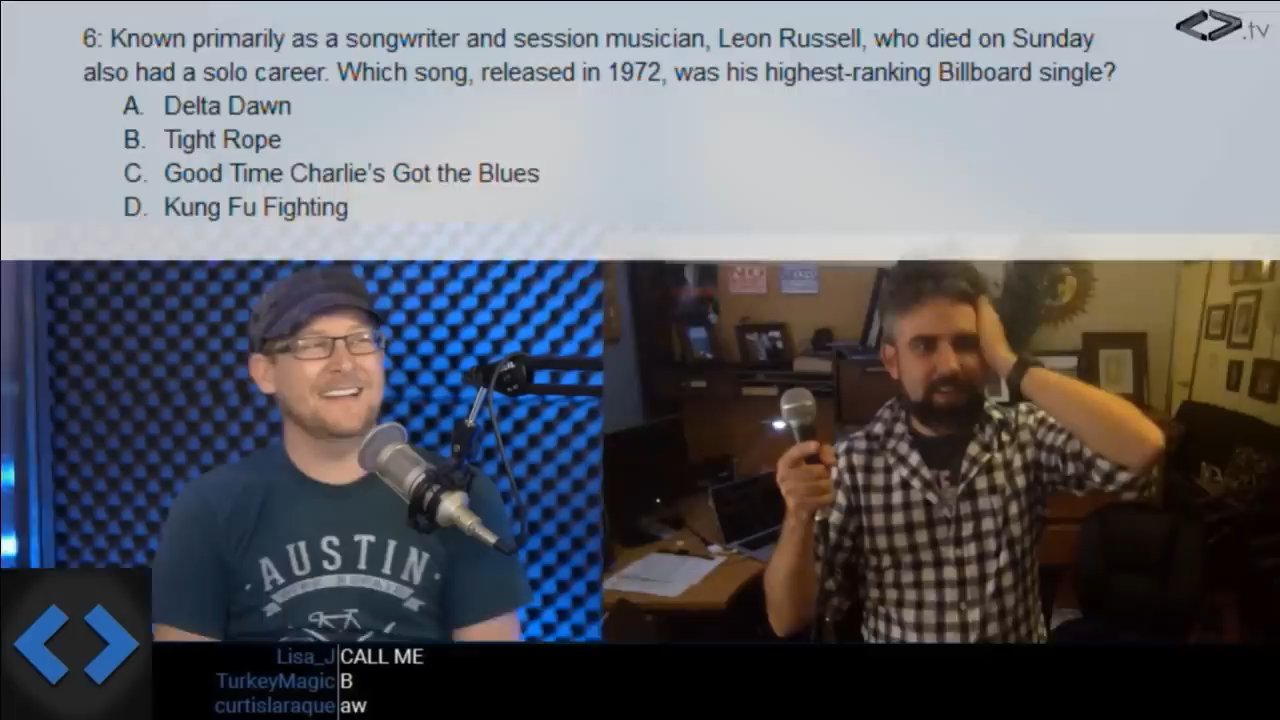 6: Known primarily as a songwriter and session musician, Leon Russell, who died on Sunday
also had a solo career. Which song, released in 1972, was his highest-ranking Billboard single?
A. Delta Dawn
B. Tight Rope
C. Good Time Charlie's Got the Blues
D. Kung Fu Fighting
.tv
AUSTIN
Lisa_J CALL ME
TurkeyMagic B
curtislaraque aw